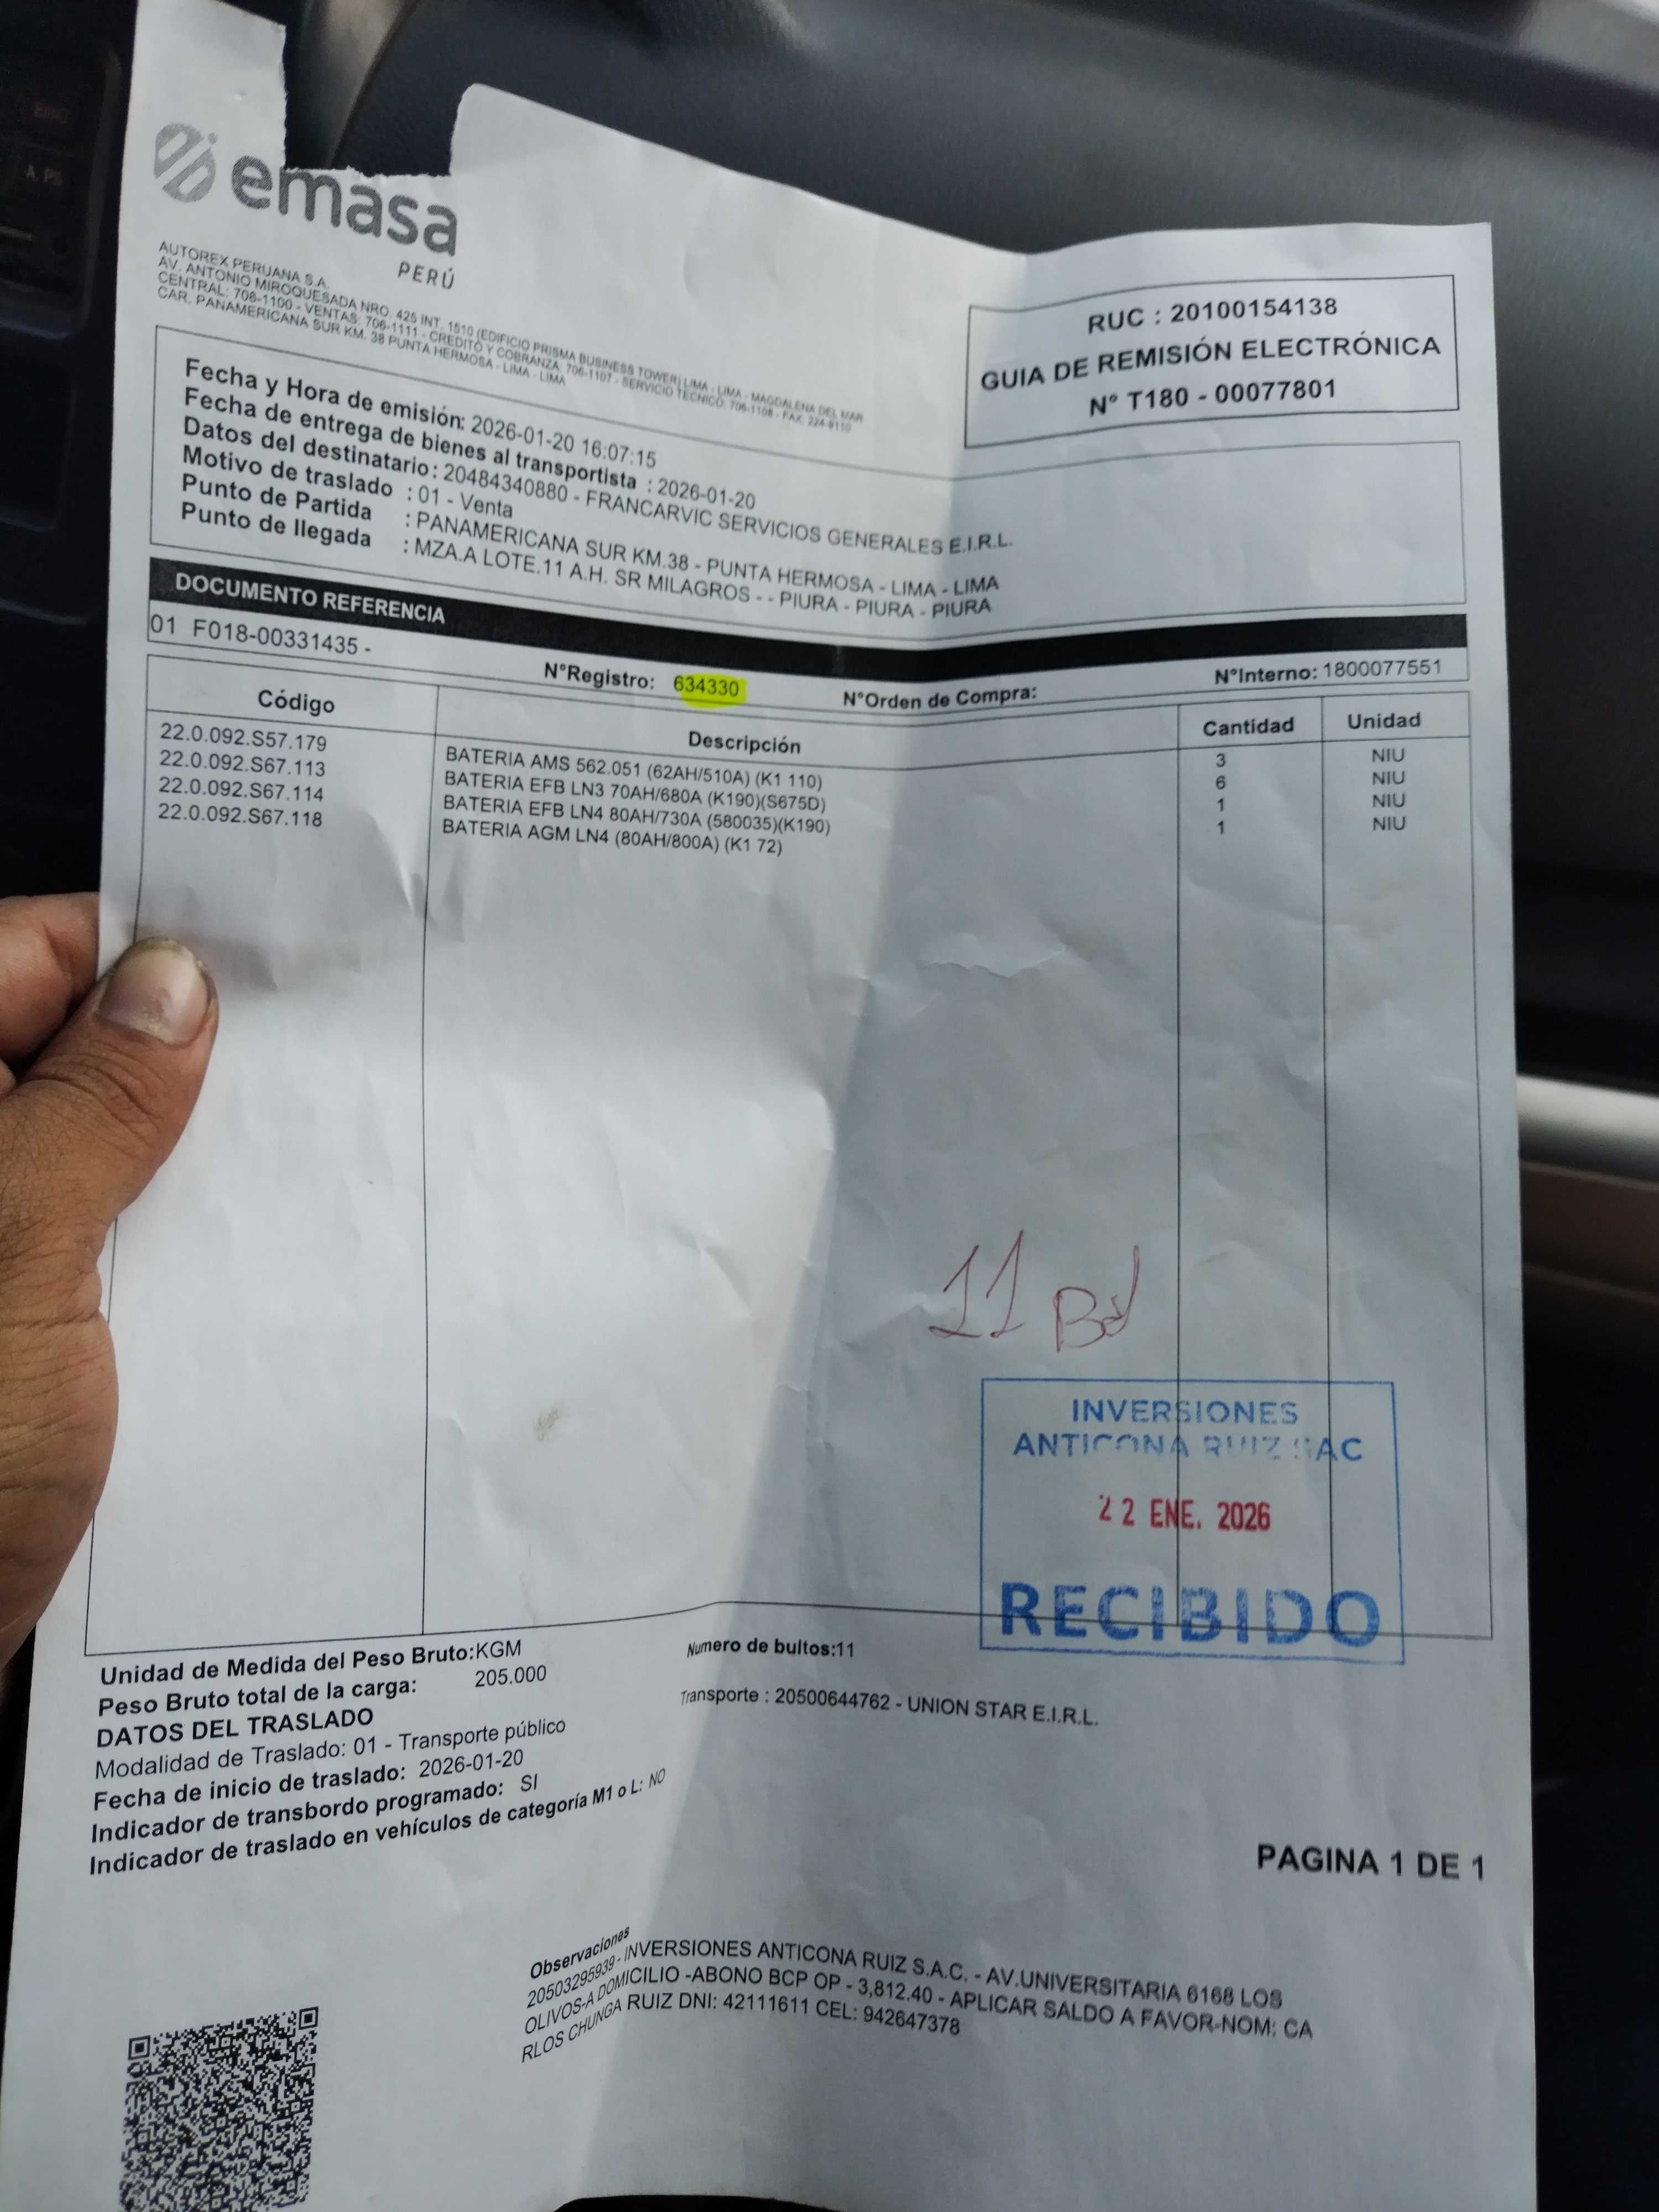 emasa
PERÚ
AUTOREX PERUANA S.A.
AV. ANTONIO MIROQUESADA NRO. 425 INT. 1510 (EDIFICIO PRISMA BUSINESS TOWER) LIMA - LIMA - MAGDALENA DEL MAR
CENTRAL: 706-1100 - VENTAS: 706-1111 - CREDITO Y COBRANZA: 706-1107 - SERVICIO TECNICO: 706-1108 - FAX: 224-9110
CAR. PANAMERICANA SUR KM. 38 PUNTA HERMOSA - LIMA - LIMA
RUC : 20100154138
GUIA DE REMISIÓN ELECTRÓNICA
N° T180 - 00077801
Fecha y Hora de emisión: 2026-01-20 16:07:15
Fecha de entrega de bienes al transportista : 2026-01-20
Datos del destinatario : 20484340880 - FRANCARVIC SERVICIOS GENERALES E.I.R.L.
Motivo de traslado : 01 - Venta
Punto de Partida : PANAMERICANA SUR KM.38 - PUNTA HERMOSA - LIMA - LIMA
Punto de llegada : MZA.A LOTE.11 A.H. SR MILAGROS - - PIURA - PIURA - PIURA
DOCUMENTO REFERENCIA
01 F018-00331435 -
N°Registro: 634330 N°Orden de Compra: N°Interno: 1800077551
Código Descripción Cantidad Unidad
22.0.092.S57.179 BATERIA AMS 562.051 (62AH/510A) (K1 110) 3 NIU
22.0.092.S67.113 BATERIA EFB LN3 70AH/680A (K190)(S675D) 6 NIU
22.0.092.S67.114 BATERIA EFB LN4 80AH/730A (580035)(K190) 1 NIU
22.0.092.S67.118 BATERIA AGM LN4 (80AH/800A) (K1 72) 1 NIU
11
INVERSIONES
ANTICONA RUIZ SAC
22 ENE. 2026
RECIBIDO
Unidad de Medida del Peso Bruto:KGM Numero de bultos:11
Peso Bruto total de la carga: 205.000
DATOS DEL TRASLADO Transporte : 20500644762 - UNION STAR E.I.R.L.
Modalidad de Traslado: 01 - Transporte público
Fecha de inicio de traslado: 2026-01-20
Indicador de transbordo programado: SI
Indicador de traslado en vehículos de categoría M1 o L: NO
PAGINA 1 DE 1
Observaciones
20503295939 - INVERSIONES ANTICONA RUIZ S.A.C. - AV.UNIVERSITARIA 6168 LOS
OLIVOS-A DOMICILIO -ABONO BCP OP - 3,812.40 - APLICAR SALDO A FAVOR-NOM: CA
RLOS CHUNGA RUIZ DNI: 42111611 CEL: 942647378